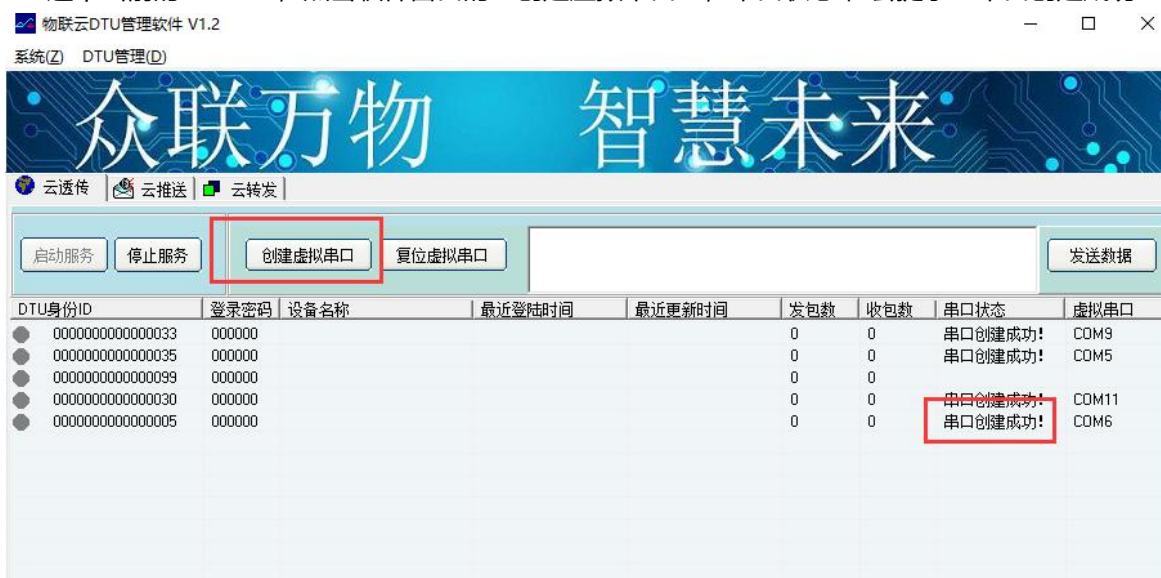 物联云DTU管理软件 V1.2
系统(Z) DTU管理(D)
众联万物 智慧未来
云透传 云推送 云转发
启动服务 停止服务 创建虚拟串口 复位虚拟串口 发送数据
DTU身份ID 登录密码 设备名称 最近登陆时间 最近更新时间 发包数 收包数 串口状态 虚拟串口
0000000000000033 000000 0 0 串口创建成功! COM9
0000000000000035 000000 0 0 串口创建成功! COM5
0000000000000099 000000 0 0
0000000000000030 000000 0 0 串口创建成功! COM11
0000000000000005 000000 0 0 串口创建成功! COM6